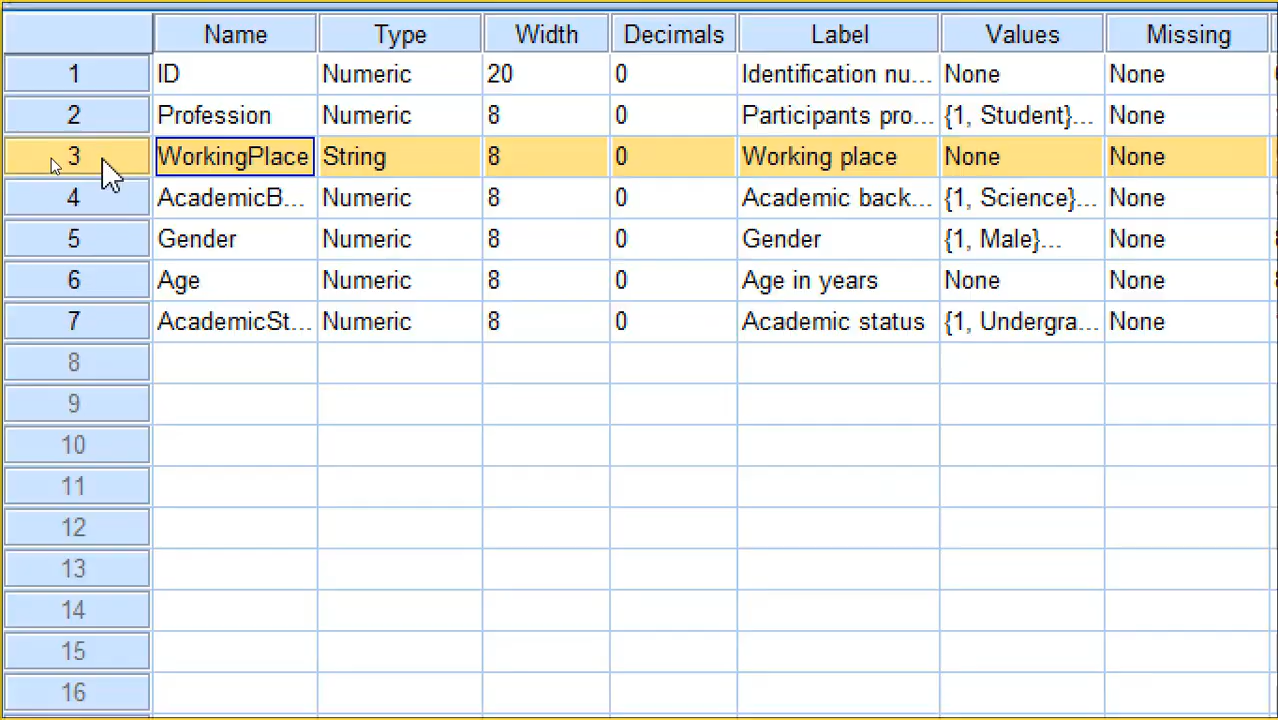 Name Type Width Decimals Label Values Missing
1 ID Numeric 20 0 Identification nu... None None
2 Profession Numeric 8 0 Participants pro... {1, Student}... None
3 WorkingPlace String 8 0 Working place None None
4 AcademicB... Numeric 8 0 Academic back... {1, Science}... None
5 Gender Numeric 8 0 Gender {1, Male}... None
6 Age Numeric 8 0 Age in years None None
7 AcademicSt... Numeric 8 0 Academic status {1, Undergra... None
8
9
10
11
12
13
14
15
16